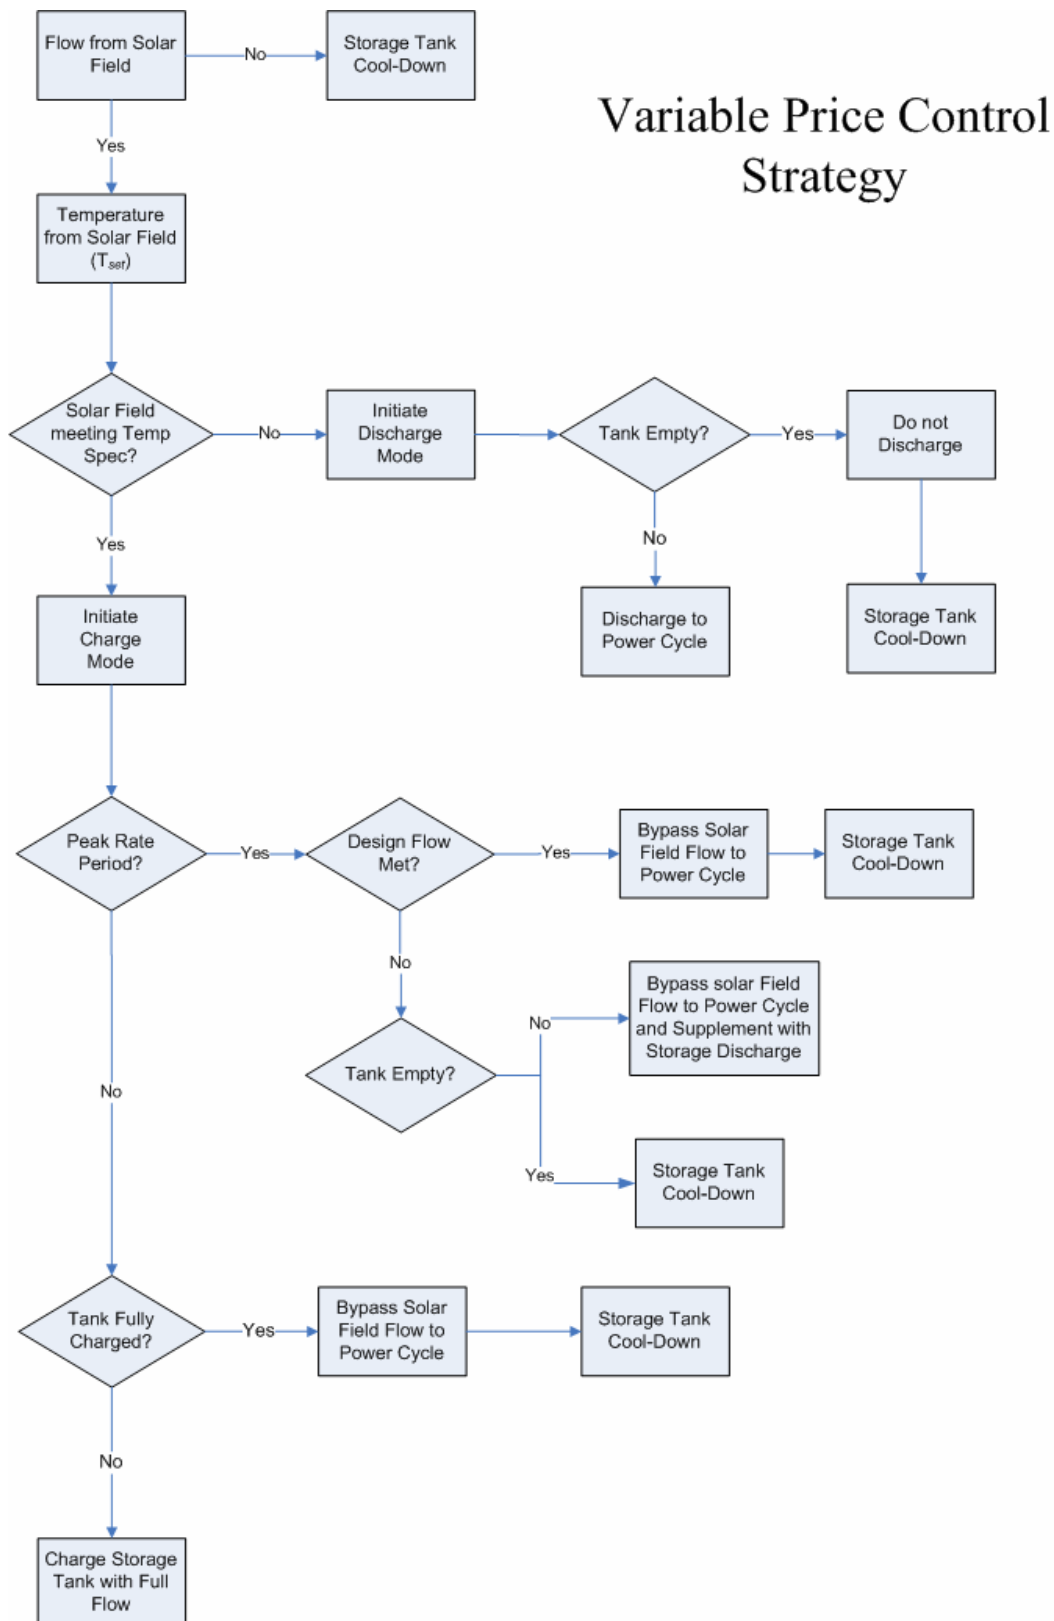 Flow from Solar
Field
No
Storage Tank
Cool-Down
Variable Price Control
Strategy
Yes
Temperature
from Solar Field
(Tsef)
Solar Field
meeting Temp
Spec?
No
Initiate
Discharge
Mode
Tank Empty?
Yes
Do not
Discharge
Yes
No
Initiate
Charge
Mode
Discharge to
Power Cycle
Storage Tank
Cool-Down
Peak Rate
Period?
Yes
Design Flow
Met?
Yes
Bypass Solar
Field Flow to
Power Cycle
Storage Tank
Cool-Down
No
Bypass solar Field
Flow to Power Cycle
and Supplement with
Storage Discharge
No
Tank Empty?
No
Yes
Storage Tank
Cool-Down
Tank Fully
Charged?
Yes
Bypass Solar
Field Flow to
Power Cycle
Storage Tank
Cool-Down
No
Charge Storage
Tank with Full
Flow